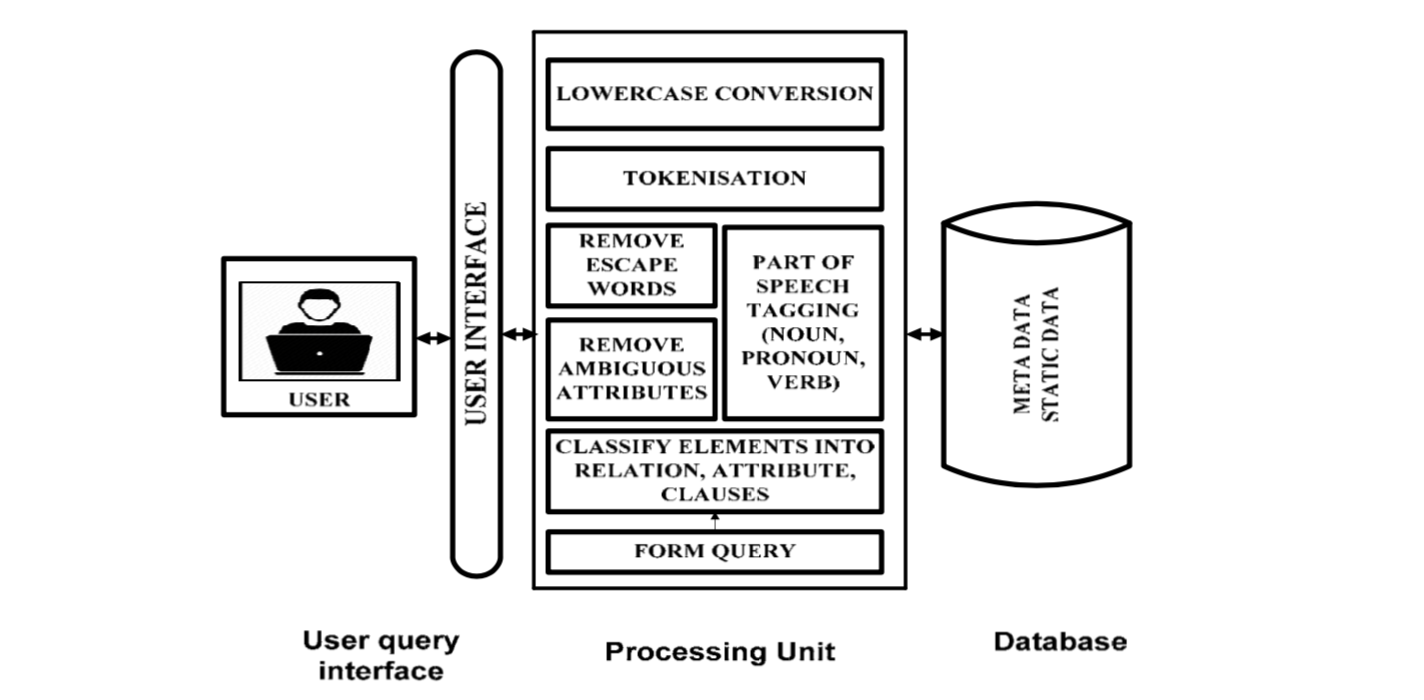 LOWERCASE CONVERSION
TOKENISATION
REMOVE
ESCAPE
WORDS
PART OF
SPEECH
TAGGING
(NOUN,
PRONOUN,
VERB)
REMOVE
AMBIGUOUS
ATTRIBUTES
CLASSIFY ELEMENTS INTO
RELATION, ATTRIBUTE,
CLAUSES
FORM QUERY
USER
USER INTERFACE
META DATA
STATIC DATA
User query
interface
Processing Unit
Database